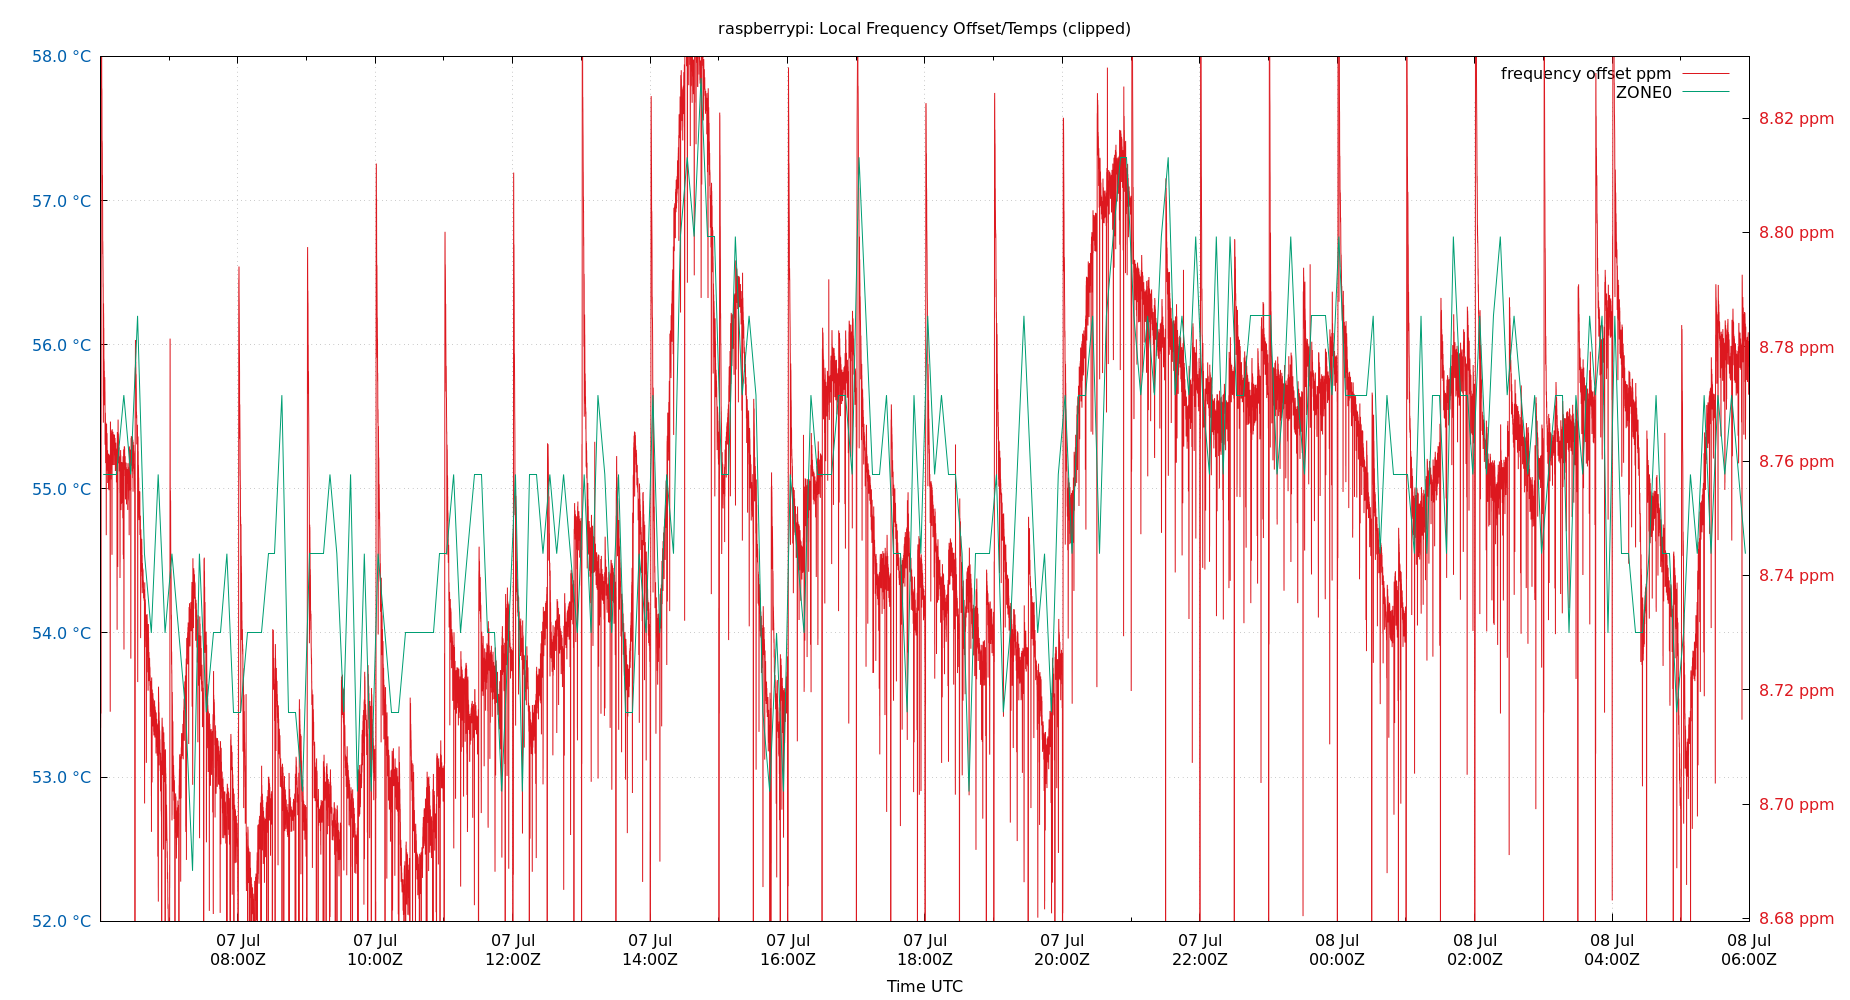 raspberrypi: Local Frequency Offset/Temps (clipped)
58.0 °C
57.0 °C
56.0 °C
55.0 °C
54.0 °C
53.0 °C
52.0 °C
frequency offset ppm
ZONE0
8.82 ppm
8.80 ppm
8.78 ppm
8.76 ppm
8.74 ppm
8.72 ppm
8.70 ppm
8.68 ppm
07 Jul 07 Jul 07 Jul 07 Jul 07 Jul 07 Jul 07 Jul 07 Jul 08 Jul 08 Jul 08 Jul 08 Jul
08:00Z 10:00Z 12:00Z 14:00Z 16:00Z 18:00Z 20:00Z 22:00Z 00:00Z 02:00Z 04:00Z 06:00Z
Time UTC